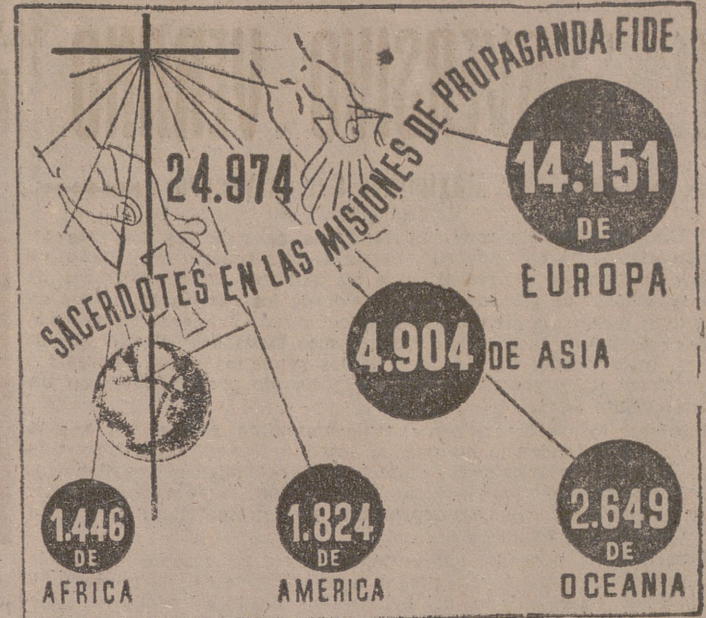 24.974
SACERDOTES EN LAS MISIONES DE PROPAGANDA FIDE
14.151
DE
EUROPA
4.904 DE ASIA
1.446
DE
AFRICA
1.824
DE
AMERICA
2.649
DE
OCEANIA